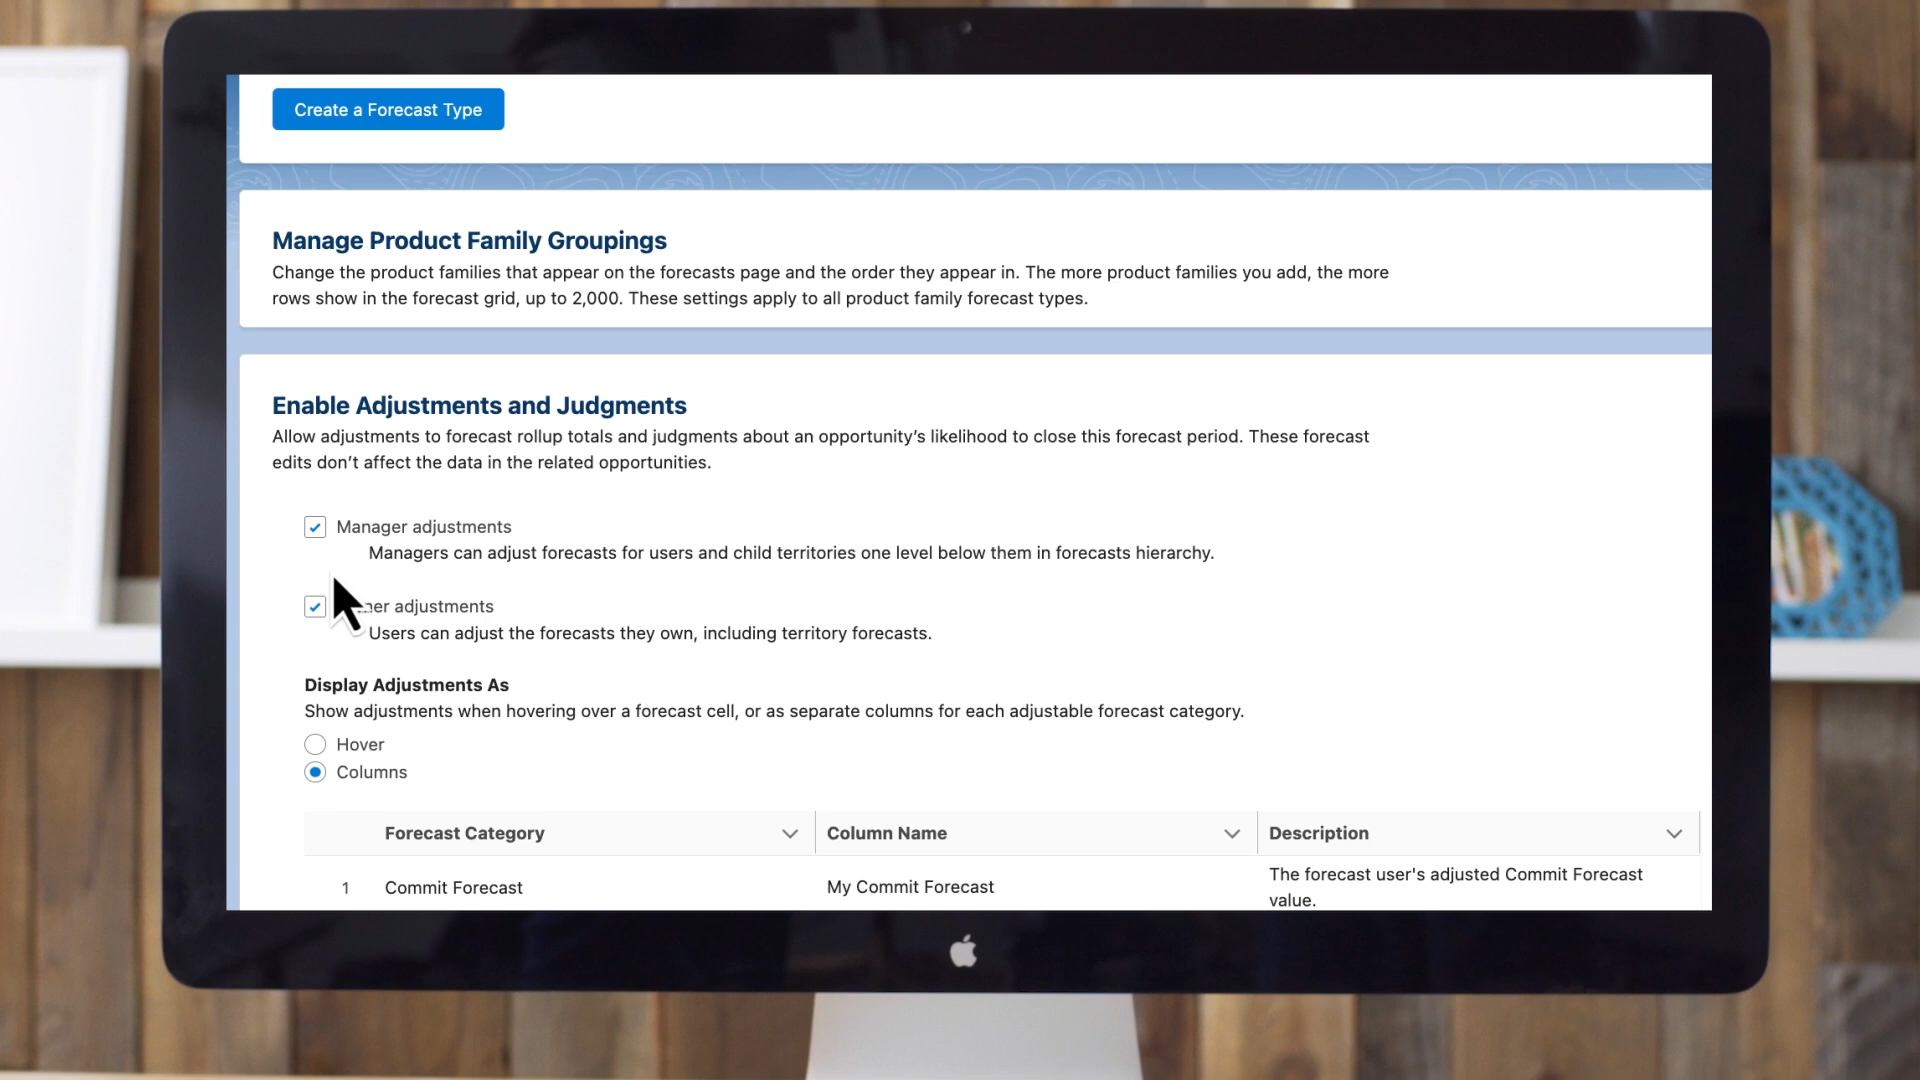 Create a Forecast Type
Manage Product Family Groupings
Change the product families that appear on the forecasts page and the order they appear in. The more product families you add, the more
rows show in the forecast grid, up to 2,000. These settings apply to all product family forecast types.
Enable Adjustments and Judgments
Allow adjustments to forecast rollup totals and judgments about an opportunity’s likelihood to close this forecast period. These forecast
edits don’t affect the data in the related opportunities.
Manager adjustments
Managers can adjust forecasts for users and child territories one level below them in forecasts hierarchy.
adjustments
Users can adjust the forecasts they own, including territory forecasts.
Display Adjustments As
Show adjustments when hovering over a forecast cell, or as separate columns for each adjustable forecast category.
Hover
Columns
Forecast Category Column Name Description
1 Commit Forecast My Commit Forecast The forecast user's adjusted Commit Forecast
value.